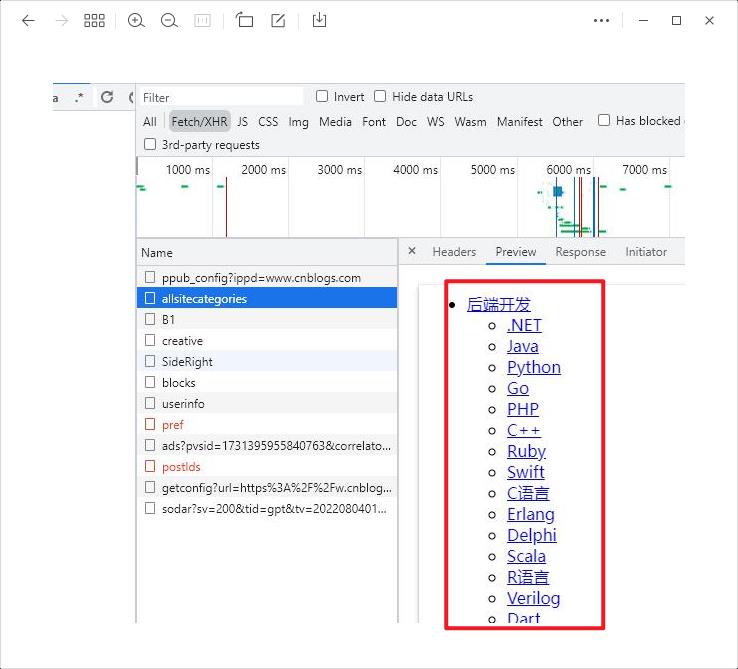 a .*
Filter Invert Hide data URLs
All Fetch/XHR JS CSS Img Media Font Doc WS Wasm Manifest Other Has blocked
3rd-party requests
1000 ms 2000 ms 3000 ms 4000 ms 5000 ms 6000 ms 7000 ms
Name
ppub_config?ippd=www.cnblogs.com
allsitecategories
B1
creative
SideRight
blocks
userinfo
pref
ads?pvsid=1731395955840763&correlato...
postIds
getconfig?url=https%3A%2F%2Fw.cnblog...
sodar?sv=200&tid=gpt&tv=2022080401...
× Headers Preview Response Initiator
后端开发
.NET
Java
Python
Go
PHP
C++
Ruby
Swift
C语言
Erlang
Delphi
Scala
R语言
Verilog
Dart